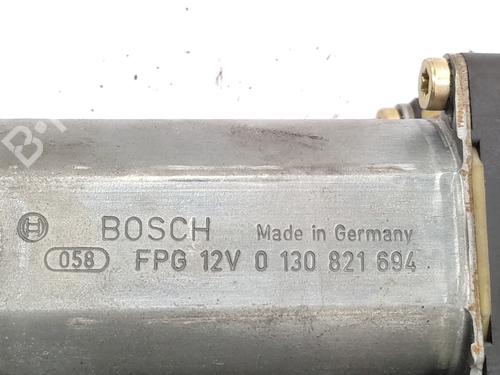 BOSCH Made in Germany
058 FPG 12V 0 130 821 694
B